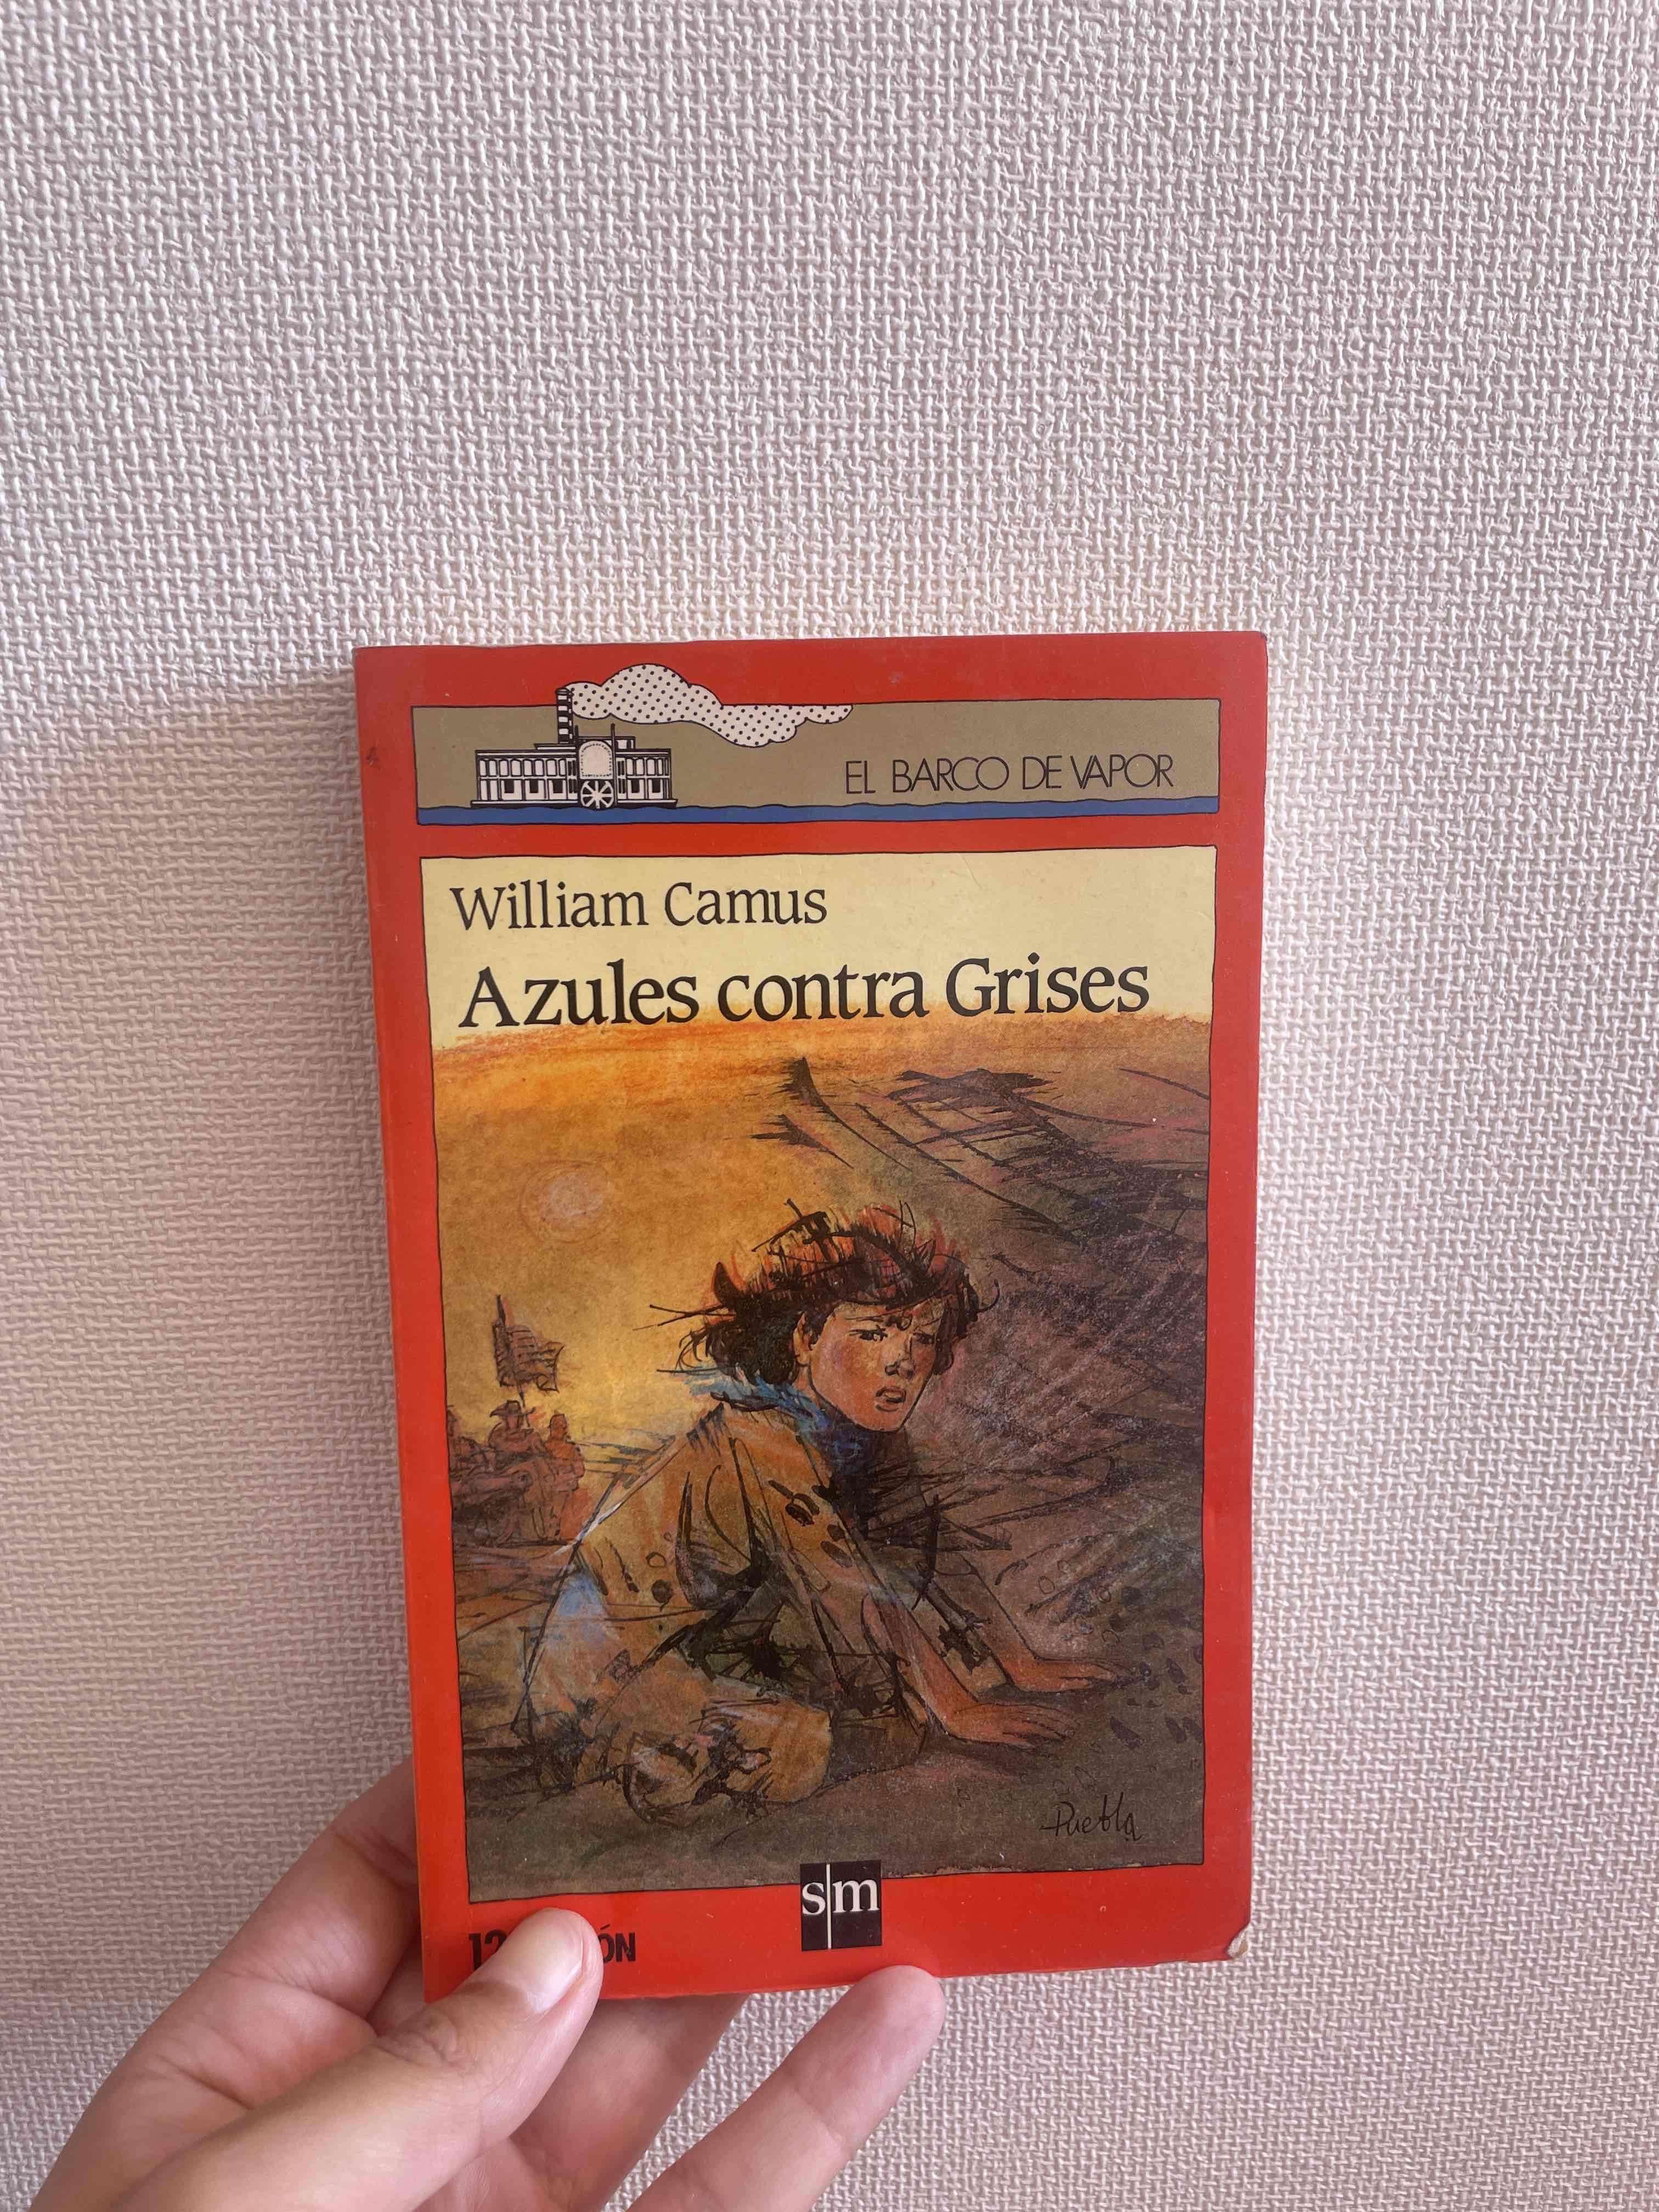 EL BARCO DE VAPOR
William Camus
Azules contra Grises
Puebla
sm